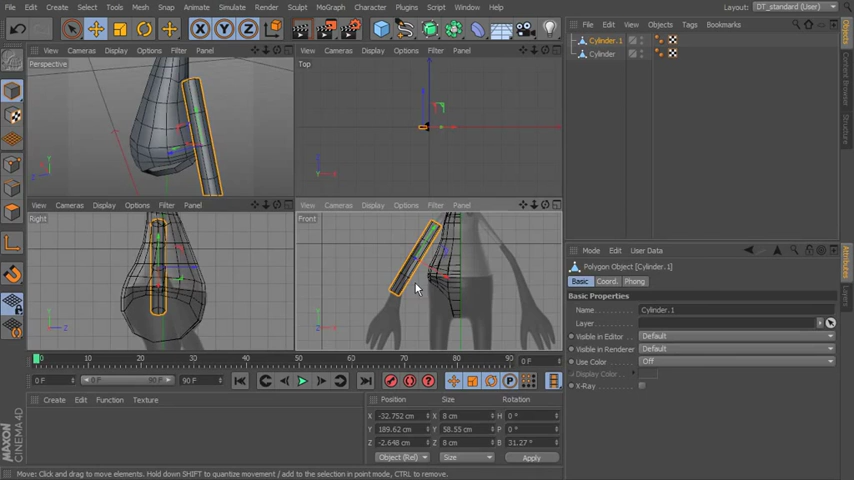 File Edit Create Select Tools Mesh Snap Animate Simulate Render Sculpt MoGraph Character Plugins Script Window Help
Layout: DT_standard (User)
View Cameras Display Options Filter Panel
View Cameras Display Options Filter Panel
File Edit View Objects Tags Bookmarks
Perspective
Top
Cylinder.1
Cylinder
Objects
Content Browser
Structure
X Y Z
View Cameras Display Options Filter Panel
View Cameras Display Options Filter Panel
Right
Front
Mode Edit User Data
Polygon Object [Cylinder.1]
Basic Coord. Phong
Basic Properties
Name Cylinder.1
Layer
Visible in Editor Default
Visible in Renderer Default
Use Color Off
Display Color
X-Ray
Attributes
Layers
0 10 20 30 40 50 60 70 80 90 0 F
0 F 0 F 90 F 90 F
Create Edit Function Texture
Position Size Rotation
X -32.752 cm X 8 cm H 0 °
Y 189.62 cm Y 58.55 cm P 0 °
Z -2.648 cm Z 8 cm B 31.27 °
Object (Rel) Size Apply
MAXON CINEMA4D
Move: Click and drag to move elements. Hold down SHIFT to quantize movement / add to the selection in point mode, CTRL to remove.